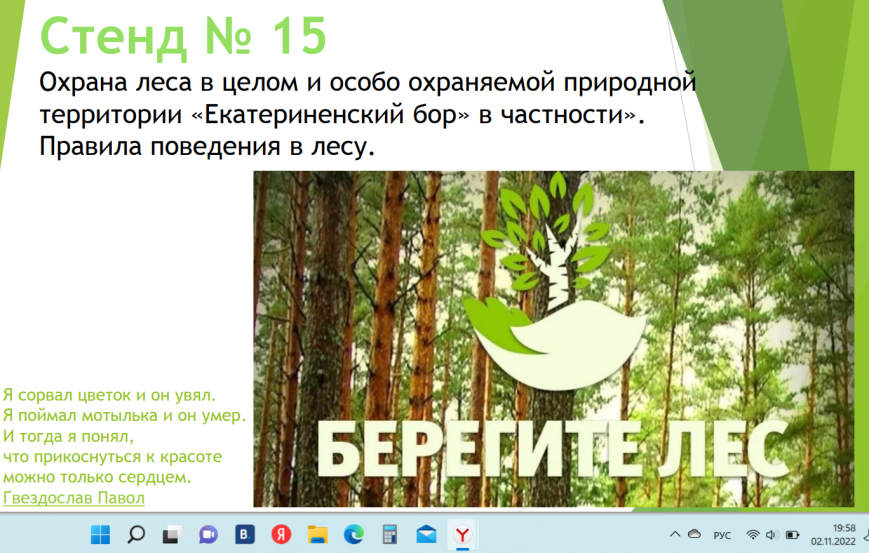 Стенд № 15
Охрана леса в целом и особо охраняемой природной
территории «Екатериненский бор» в частности».
Правила поведения в лесу.
БЕРЕГИТЕ ЛЕС
Я сорвал цветок и он увял.
Я поймал мотылька и он умер.
И тогда я понял,
что прикоснуться к красоте
можно только сердцем.
Гвездослав Павол
B.
Я
Y
РУС
19:58
02.11.2022